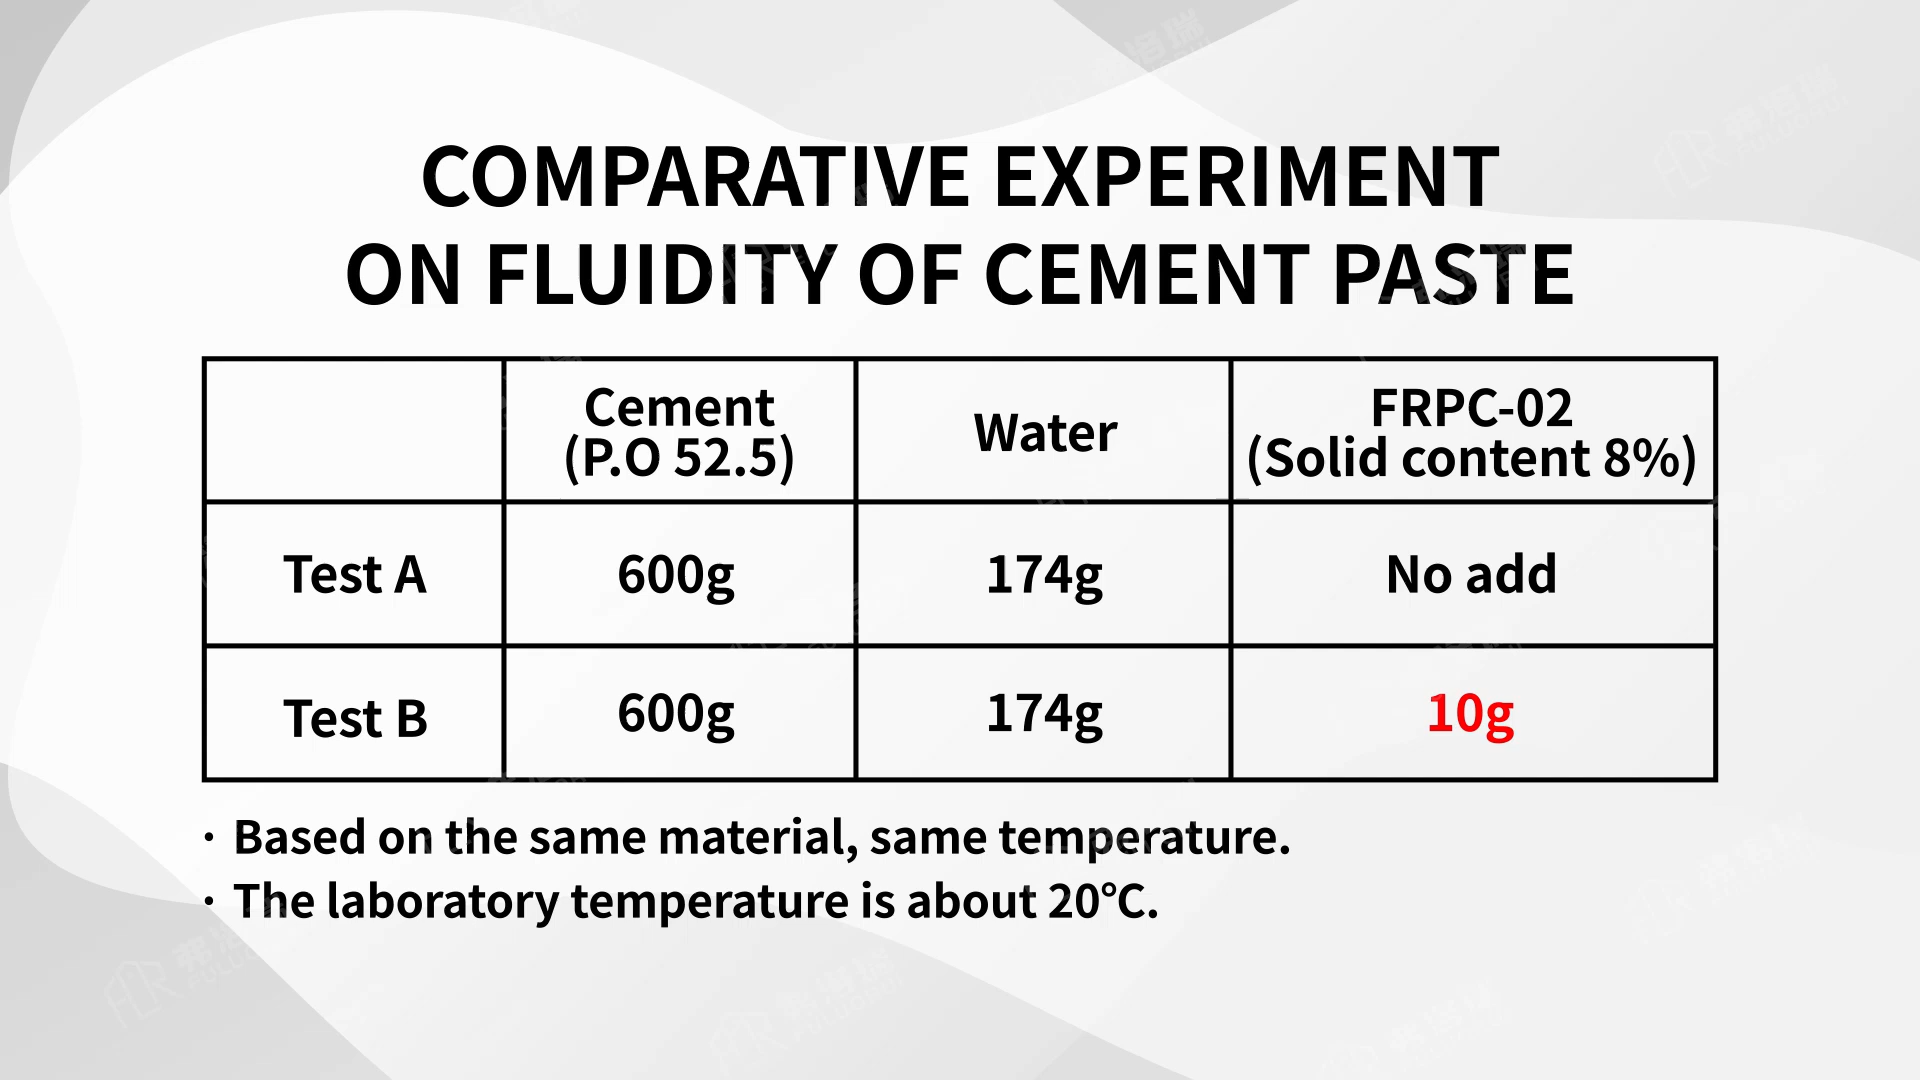 COMPARATIVE EXPERIMENT
ON FLUIDITY OF CEMENT PASTE
Cement
(P.O 52.5)
Water
FRPC-02
(Solid content 8%)
Test A
600g
174g
No add
Test B
600g
174g
10g
· Based on the same material, same temperature.
· The laboratory temperature is about 20℃.